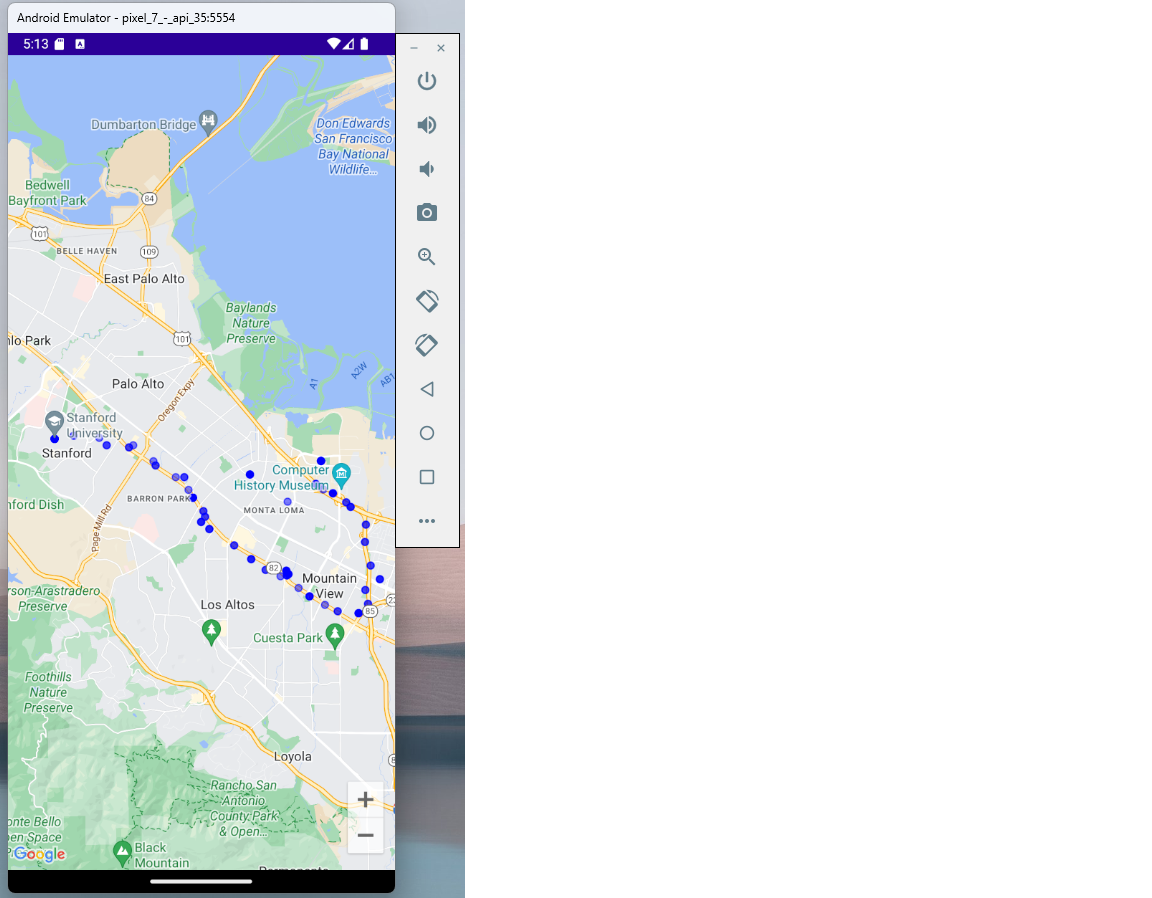 Android Emulator - pixel_7_-_api_35:5554
5:13
Dumbarton Bridge
Don Edwards
San Francisco
Bay National
Wildlife...
Bedwell
Bayfront Park
84
101
BELLE HAVEN
109
East Palo Alto
Baylands
Nature
Preserve
nlo Park
101
A1
A2W
AB1
Palo Alto
Oregon Expy
Stanford
University
Stanford
Computer
History Museum
nford Dish
BARRON PARK
MONTA LOMA
Page Mill Rd
82
Mountain
View
rson-Arastradero
Preserve
Los Altos
85
Cuesta Park
Foothills
Nature
Preserve
Loyola
Rancho San
Antonio
County Park
& Open...
+
−
onte Bello
pen Space
Google
Black
Mountain